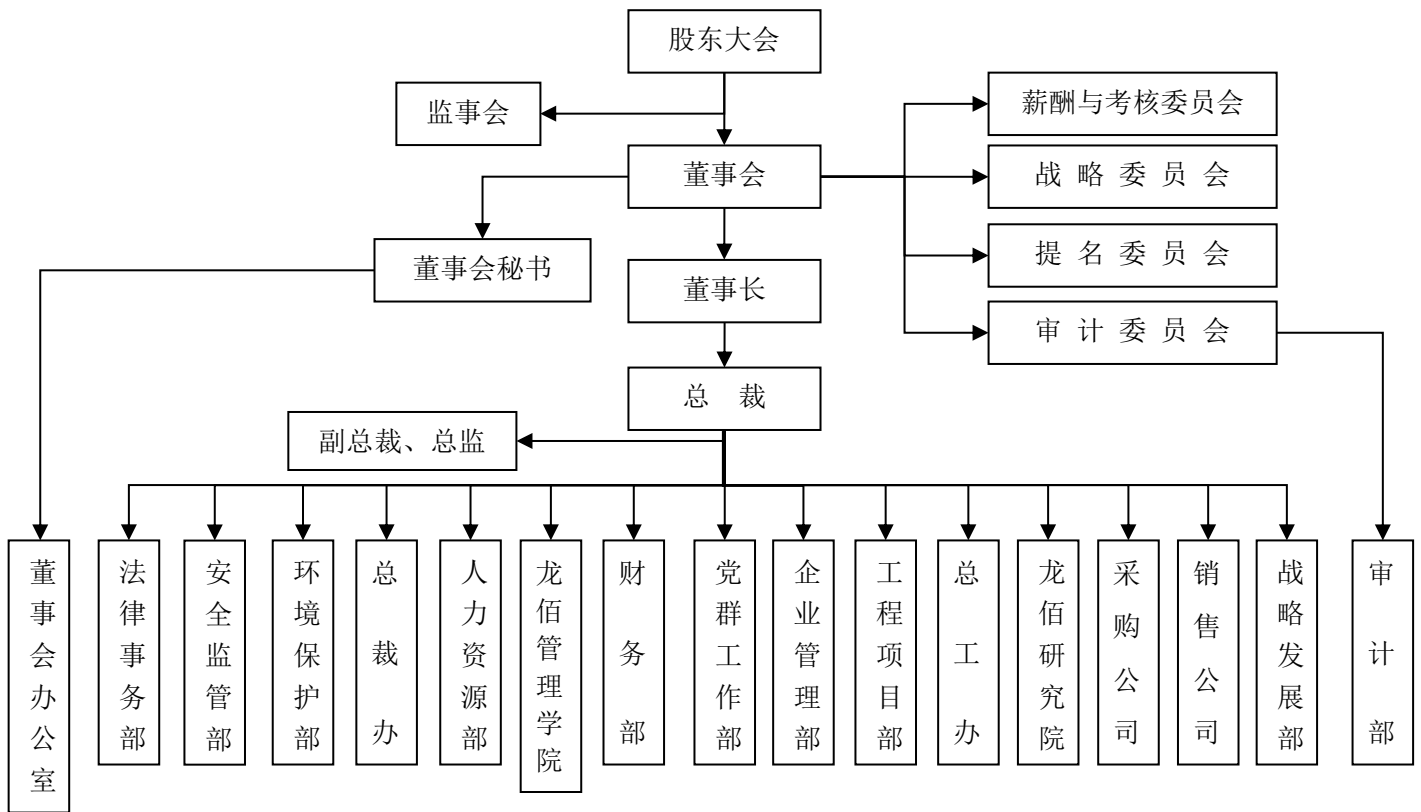 股东大会
监事会
薪酬与考核委员会
董事会
战略委员会
提名委员会
董事会秘书
董事长
审计委员会
总裁
副总裁、总监
董事会办公室
法律事务部
安全监管部
环境保护部
总裁办
人力资源部
龙佰管理学院
财务部
党群工作部
企业管理部
工程项目部
总工办
龙佰研究院
采购公司
销售公司
战略发展部
审计部